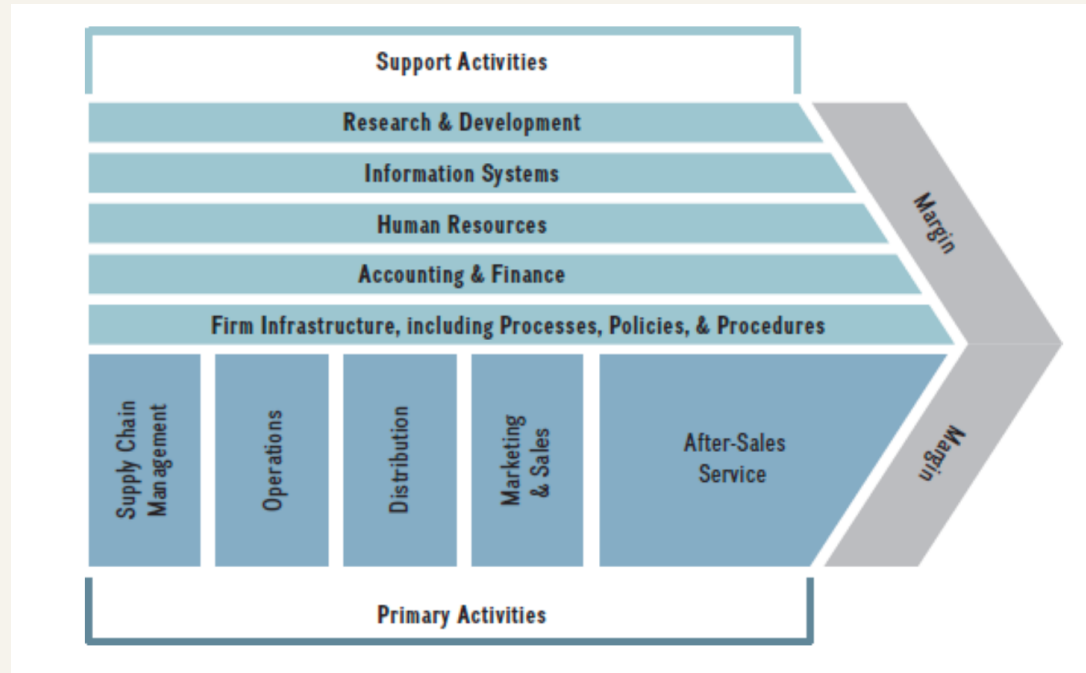 Support Activities
Research & Development
Information Systems
Human Resources
Accounting & Finance
Firm Infrastructure, including Processes, Policies, & Procedures
Supply Chain
Management
Operations
Distribution
Marketing
& Sales
After-Sales
Service
Margin
Margin
Primary Activities